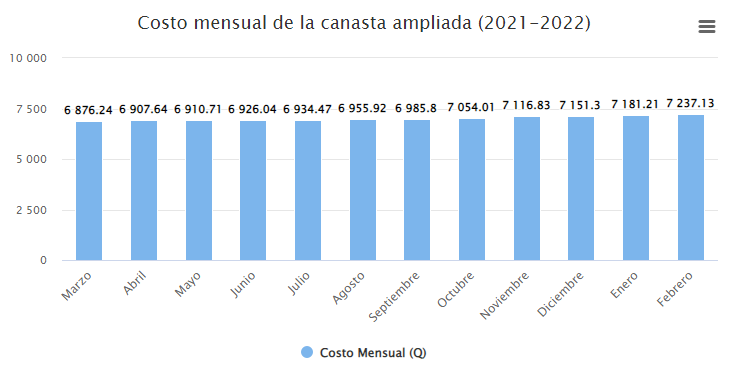 Costo mensual de la canasta ampliada (2021-2022)
10 000
7 500
5 000
2 500
0
6 876.24 6 907.64 6 910.71 6 926.04 6 934.47 6 955.92 6 985.8 7 054.01 7 116.83 7 151.3 7 181.21 7 237.13
Marzo Abril Mayo Junio Julio Agosto Septiembre Octubre Noviembre Diciembre Enero Febrero
Costo Mensual (Q)